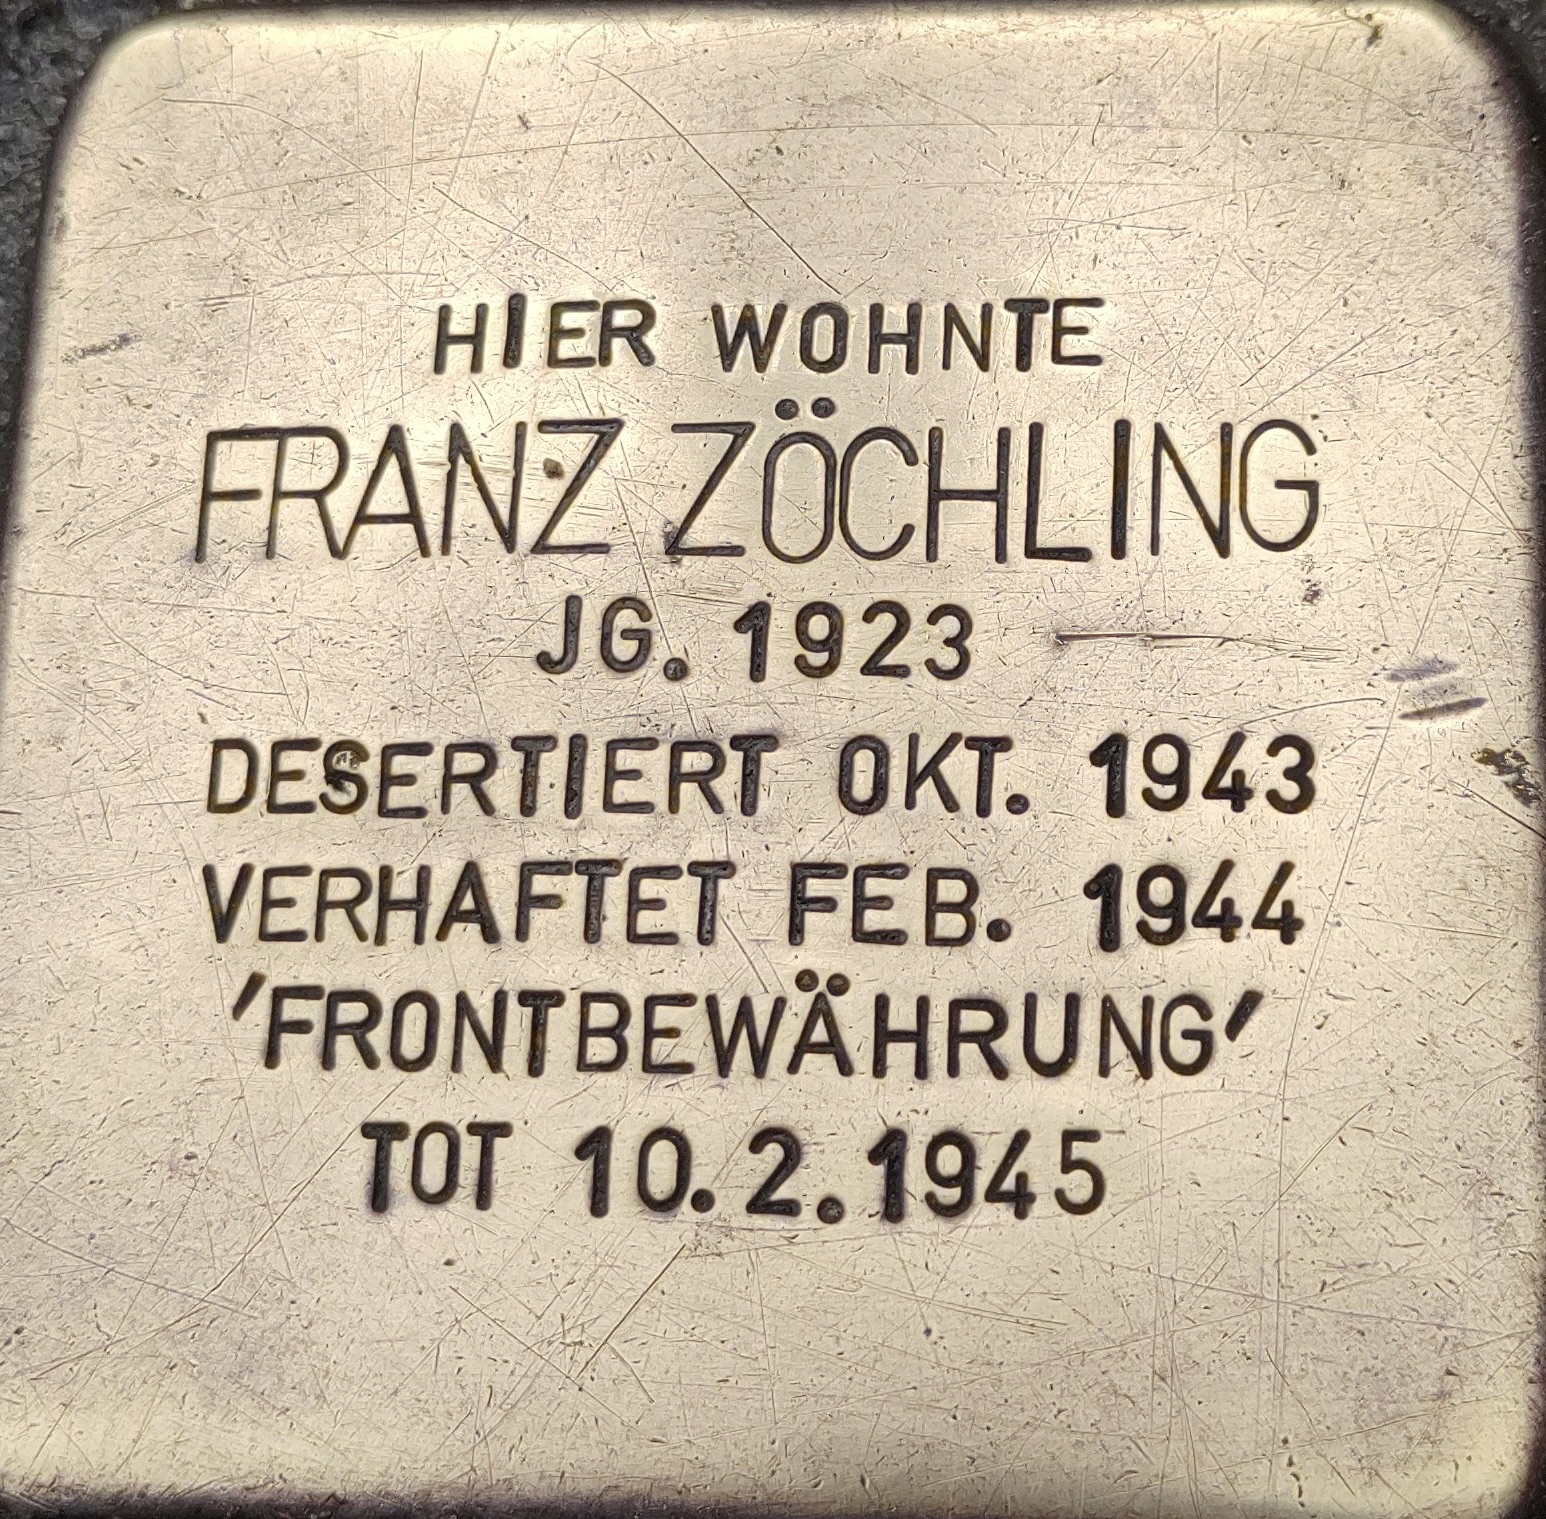 HIER WOHNTE
FRANZ ZÖCHLING
JG. 1923
DESERTIERT OKT. 1943
VERHAFTET FEB. 1944
'FRONTBEWÄHRUNG'
TOT 10.2.1945